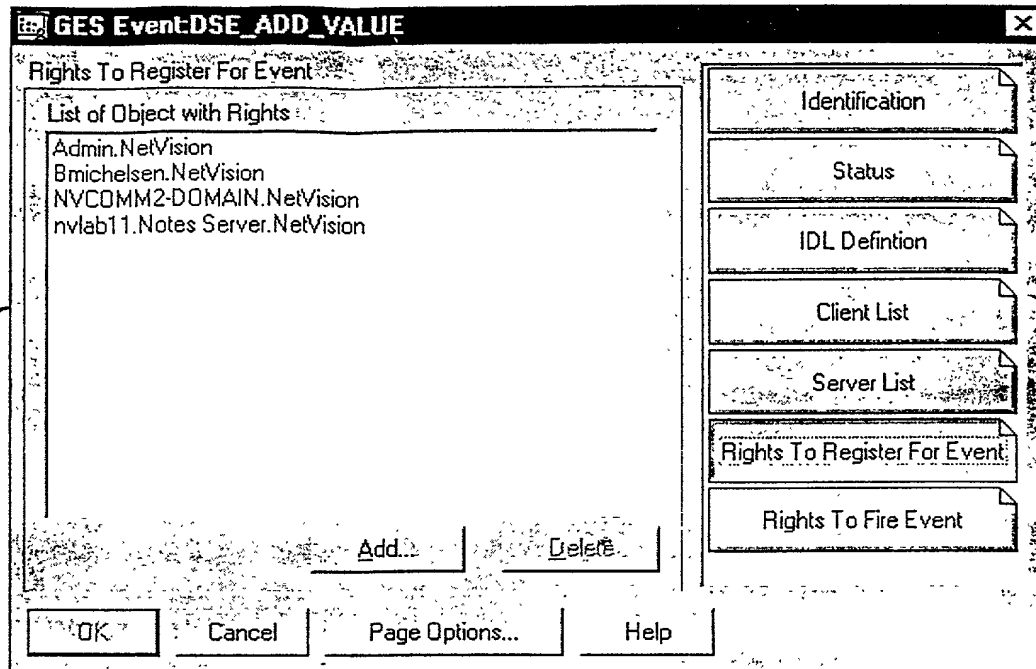 GES Event:DSE_ADD_VALUE
Rights To Register For Event
List of Object with Rights
Admin.NetVision
Bmichelsen.NetVision
NVCOMM2-DOMAIN.NetVision
nvlab11.Notes Server.NetVision
Add...
Delete...
Identification
Status
IDL Defintion
Client List
Server List
Rights To Register For Event
Rights To Fire Event
OK
Cancel
Page Options...
Help